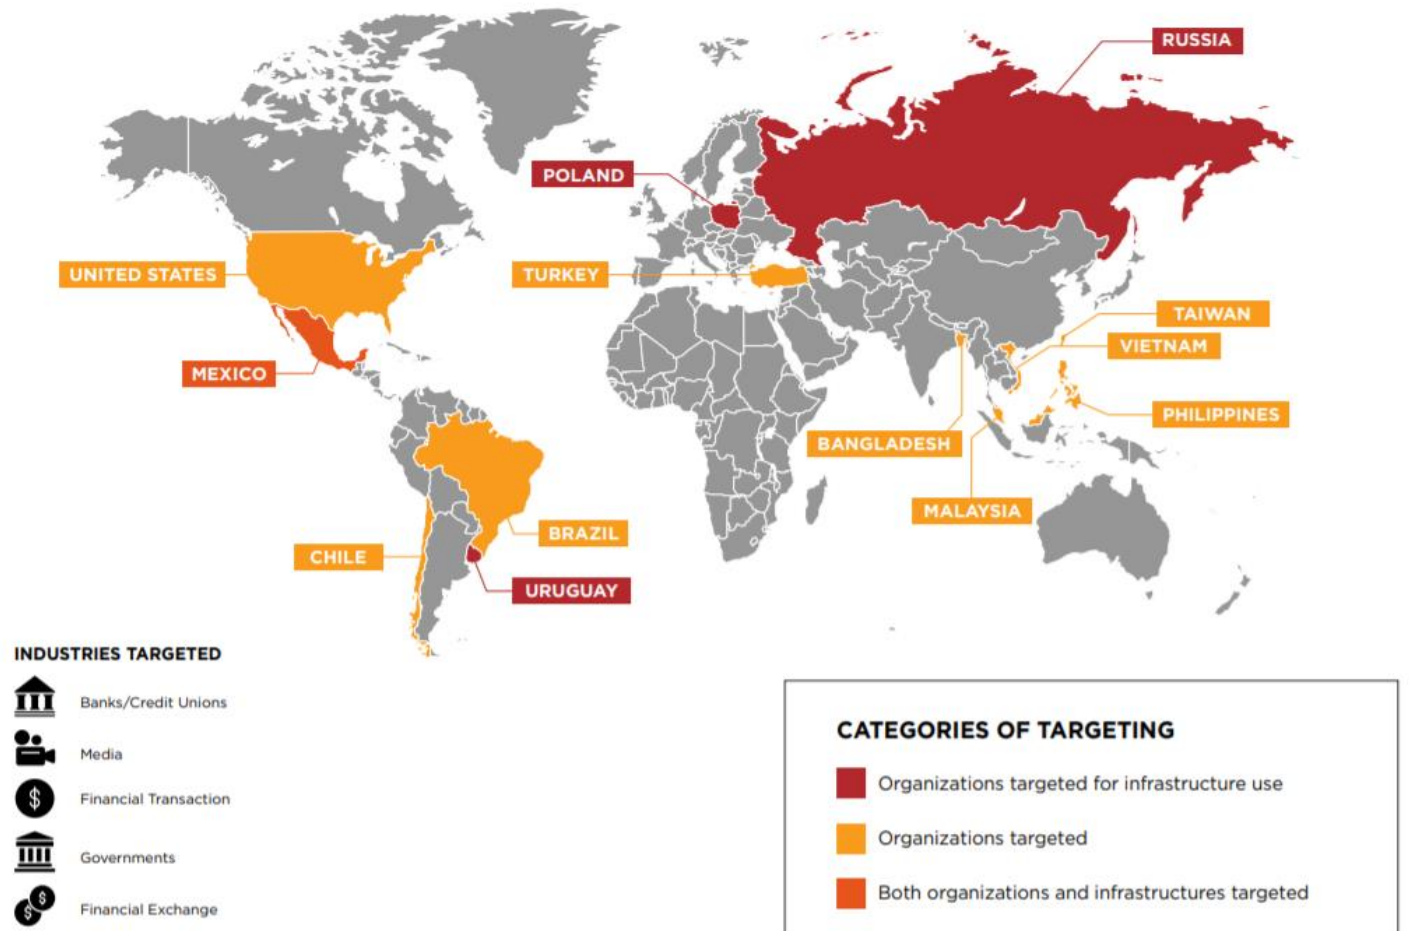 RUSSIA
POLAND
UNITED STATES
TURKEY
TAIWAN
VIETNAM
MEXICO
PHILIPPINES
BANGLADESH
MALAYSIA
BRAZIL
CHILE
URUGUAY
INDUSTRIES TARGETED
Banks/Credit Unions
Media
$ Financial Transaction
Governments
$ $ Financial Exchange
CATEGORIES OF TARGETING
Organizations targeted for infrastructure use
Organizations targeted
Both organizations and infrastructures targeted